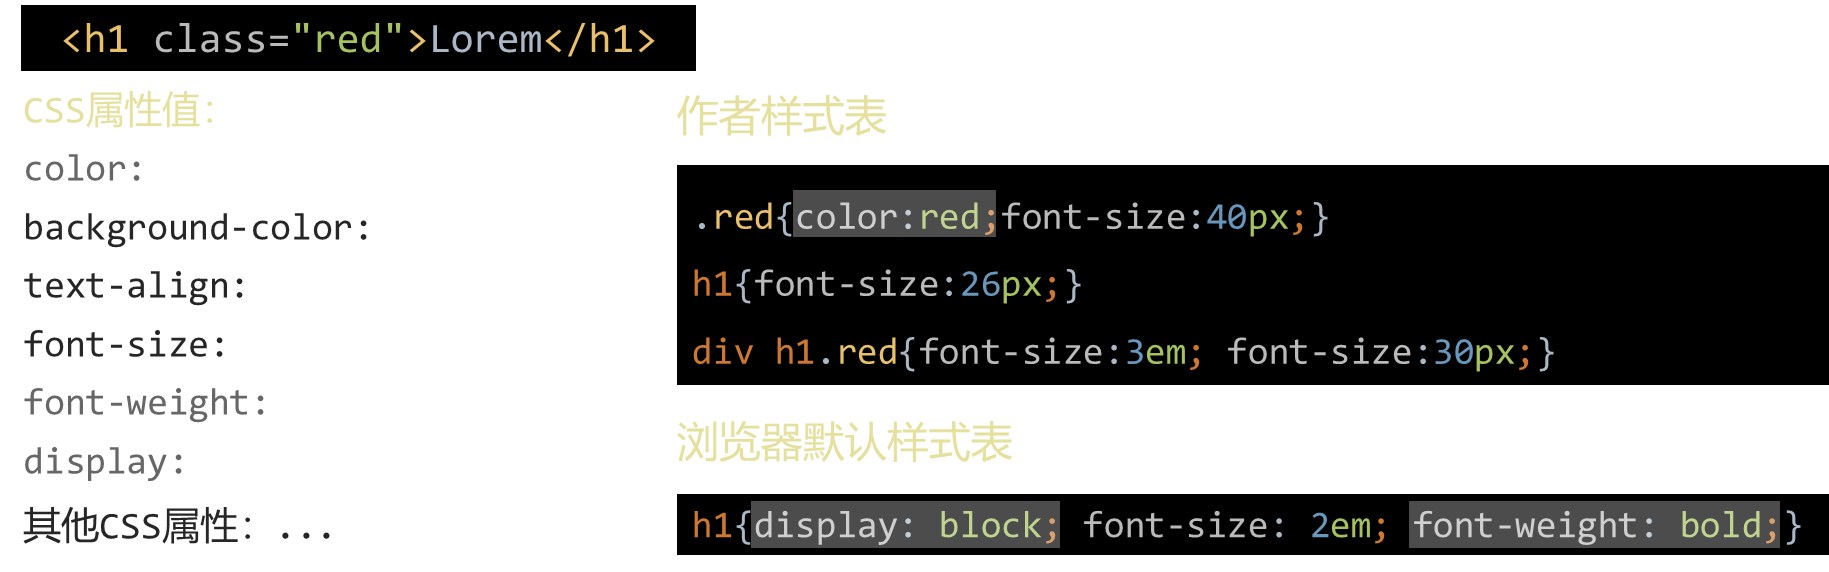 <h1 class="red">Lorem</h1>
CSS属性值:
color:
background-color:
text-align:
font-size:
font-weight:
display:
其他CSS属性: ...
作者样式表
.red{color:red;font-size:40px;}
h1{font-size:26px;}
div h1.red{font-size:3em; font-size:30px;}
浏览器默认样式表
h1{display: block; font-size: 2em; font-weight: bold;}